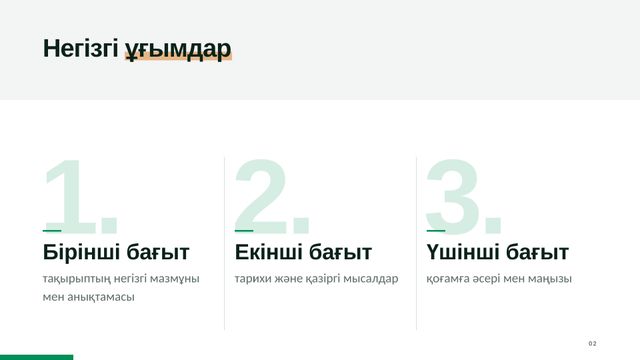 Негізгі ұғымдар
1.
Бірінші бағыт
тақырыптың негізгі мазмұны
мен анықтамасы
2.
Екінші бағыт
тарихи және қазіргі мысалдар
3.
Үшінші бағыт
қоғамға әсері мен маңызы
02